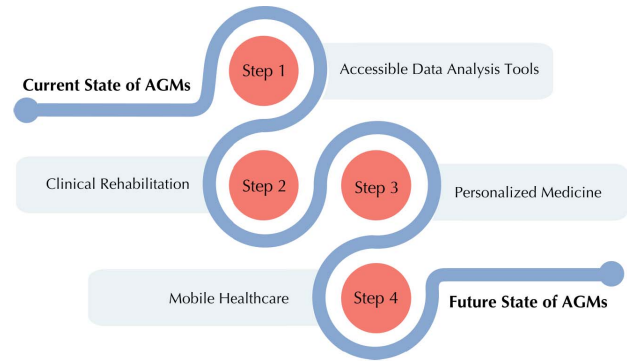 Current State of AGMs
Step 1
Accessible Data Analysis Tools
Clinical Rehabilitation
Step 2
Step 3
Personalized Medicine
Mobile Healthcare
Step 4
Future State of AGMs